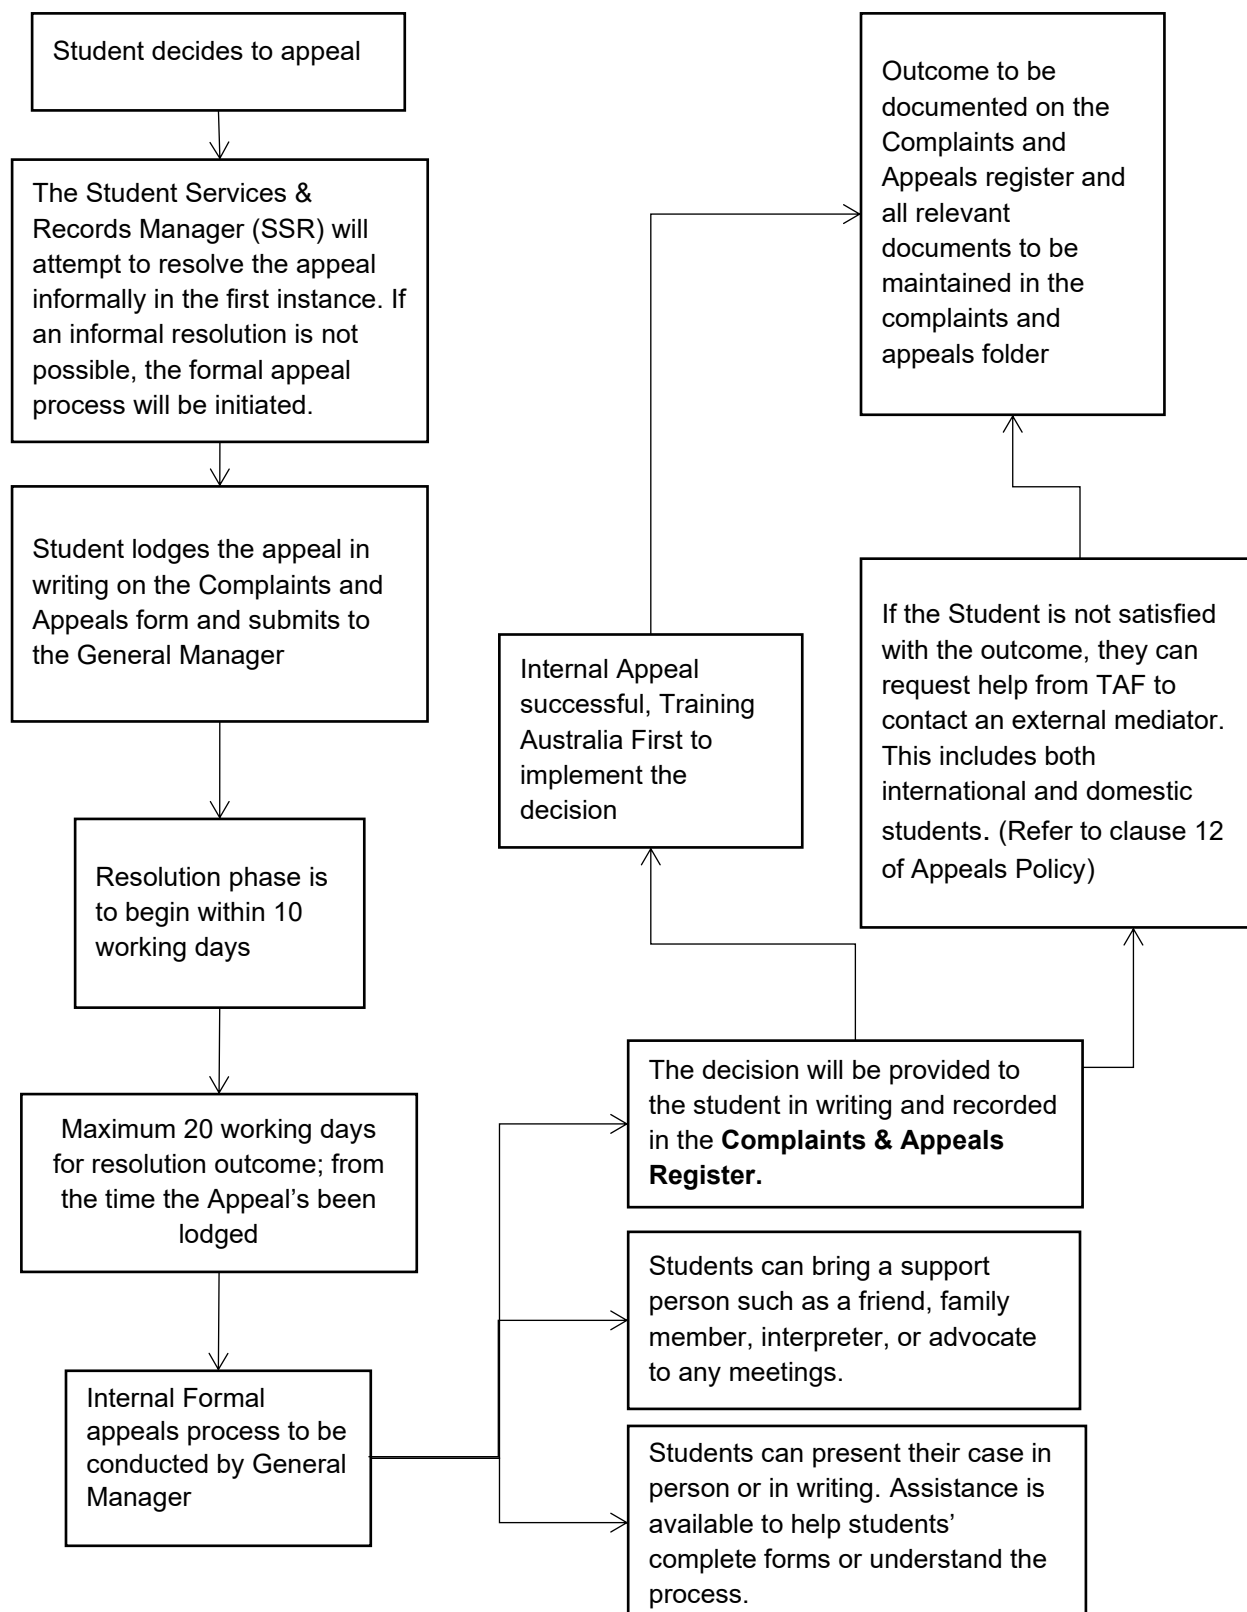 Student decides to appeal
The Student Services &
Records Manager (SSR) will
attempt to resolve the appeal
informally in the first instance. If
an informal resolution is not
possible, the formal appeal
process will be initiated.
Student lodges the appeal in
writing on the Complaints and
Appeals form and submits to
the General Manager
Resolution phase is
to begin within 10
working days
Maximum 20 working days
for resolution outcome; from
the time the Appeal’s been
lodged
Internal Formal
appeals process to be
conducted by General
Manager
The decision will be provided to
the student in writing and recorded
in the Complaints & Appeals
Register.
Students can bring a support
person such as a friend, family
member, interpreter, or advocate
to any meetings.
Students can present their case in
person or in writing. Assistance is
available to help students’
complete forms or understand the
process.
Internal Appeal
successful, Training
Australia First to
implement the
decision
If the Student is not satisfied
with the outcome, they can
request help from TAF to
contact an external mediator.
This includes both
international and domestic
students. (Refer to clause 12
of Appeals Policy)
Outcome to be
documented on the
Complaints and
Appeals register and
all relevant
documents to be
maintained in the
complaints and
appeals folder